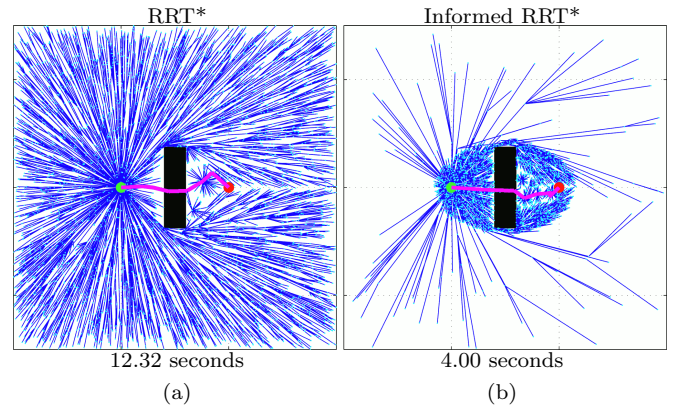 RRT*
Informed RRT*
12.32 seconds
4.00 seconds
(a)
(b)